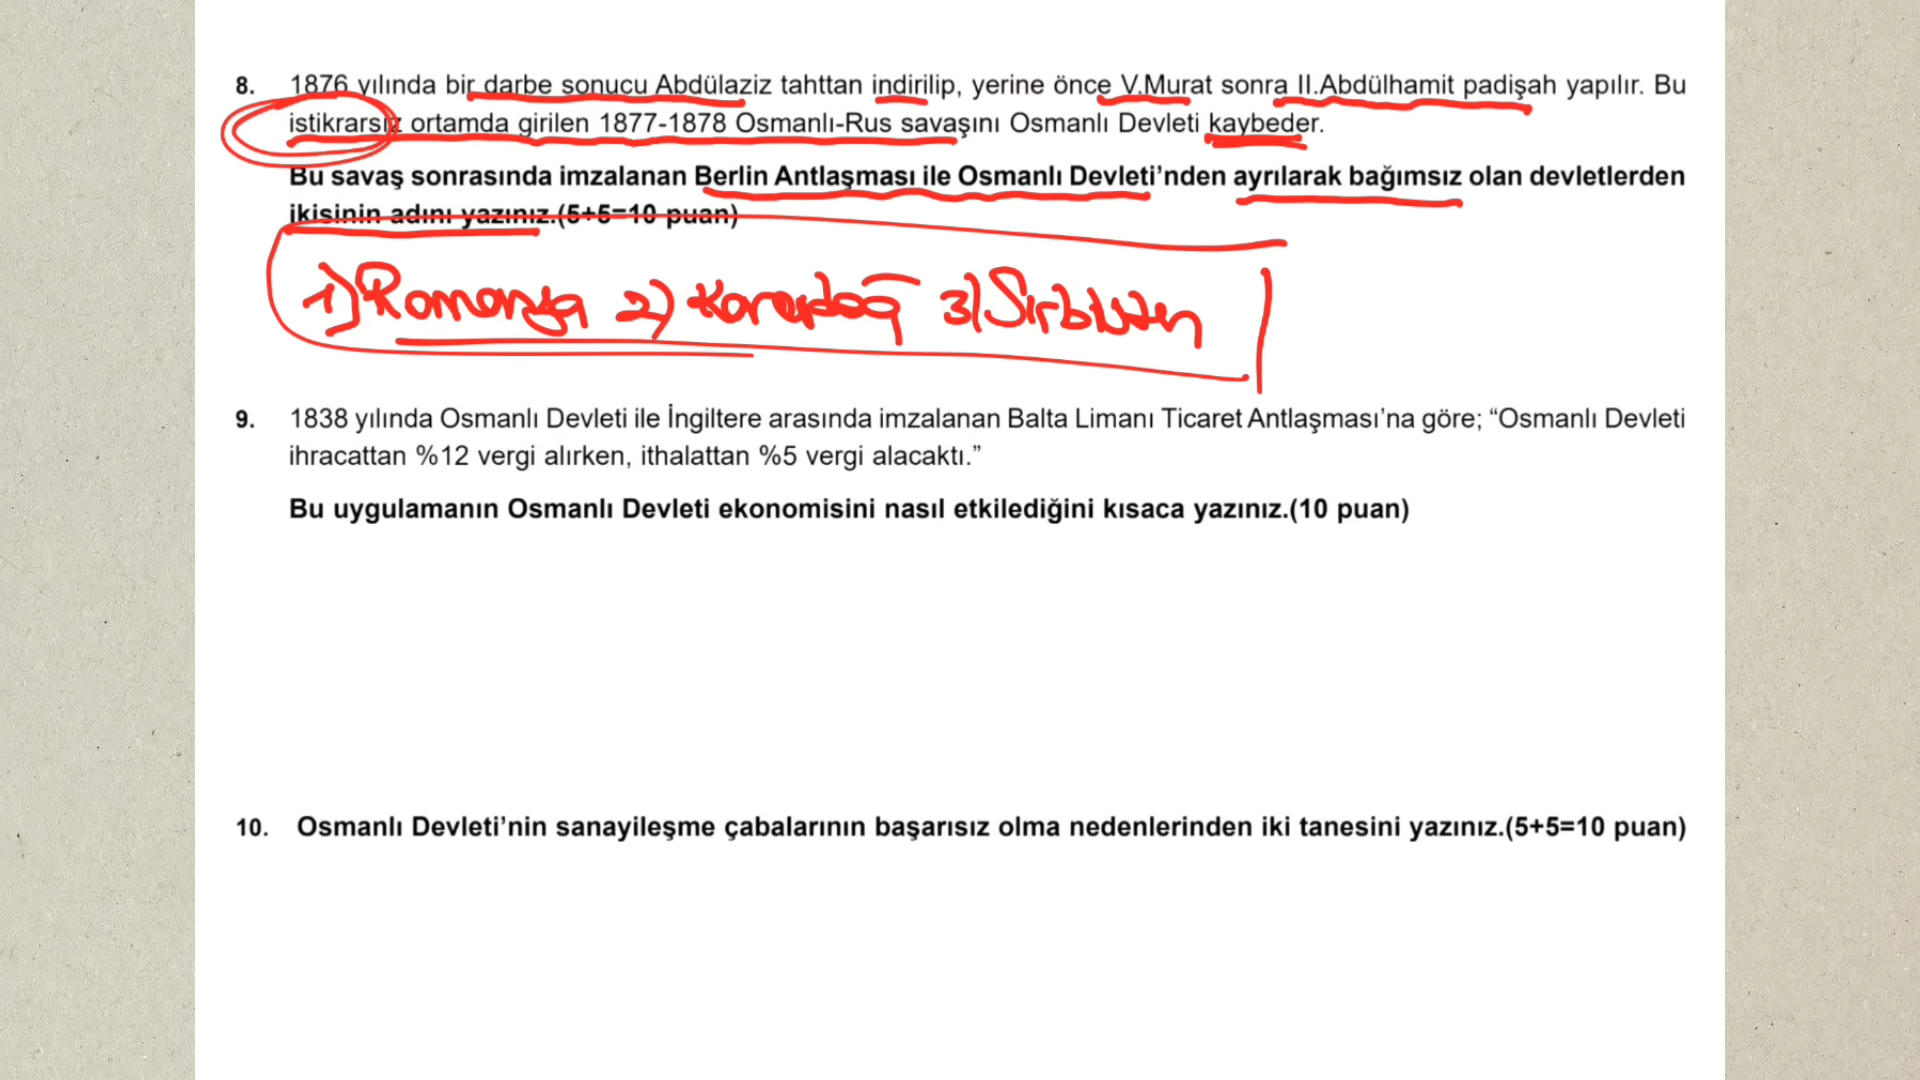 8. 1876 yılında bir darbe sonucu Abdülaziz tahttan indirilip, yerine önce V.Murat sonra II.Abdülhamit padişah yapılır. Bu
istikrarsız ortamda girilen 1877-1878 Osmanlı-Rus savaşını Osmanlı Devleti kaybeder.
Bu savaş sonrasında imzalanan Berlin Antlaşması ile Osmanlı Devleti’nden ayrılarak bağımsız olan devletlerden
ikisinin adını yazınız.(5+5=10 puan)
1) Romanya 2) Karadağ 3) Sırbistan
9. 1838 yılında Osmanlı Devleti ile İngiltere arasında imzalanan Balta Limanı Ticaret Antlaşması’na göre; “Osmanlı Devleti
ihracattan %12 vergi alırken, ithalattan %5 vergi alacaktı.”
Bu uygulamanın Osmanlı Devleti ekonomisini nasıl etkilediğini kısaca yazınız.(10 puan)
10. Osmanlı Devleti’nin sanayileşme çabalarının başarısız olma nedenlerinden iki tanesini yazınız.(5+5=10 puan)